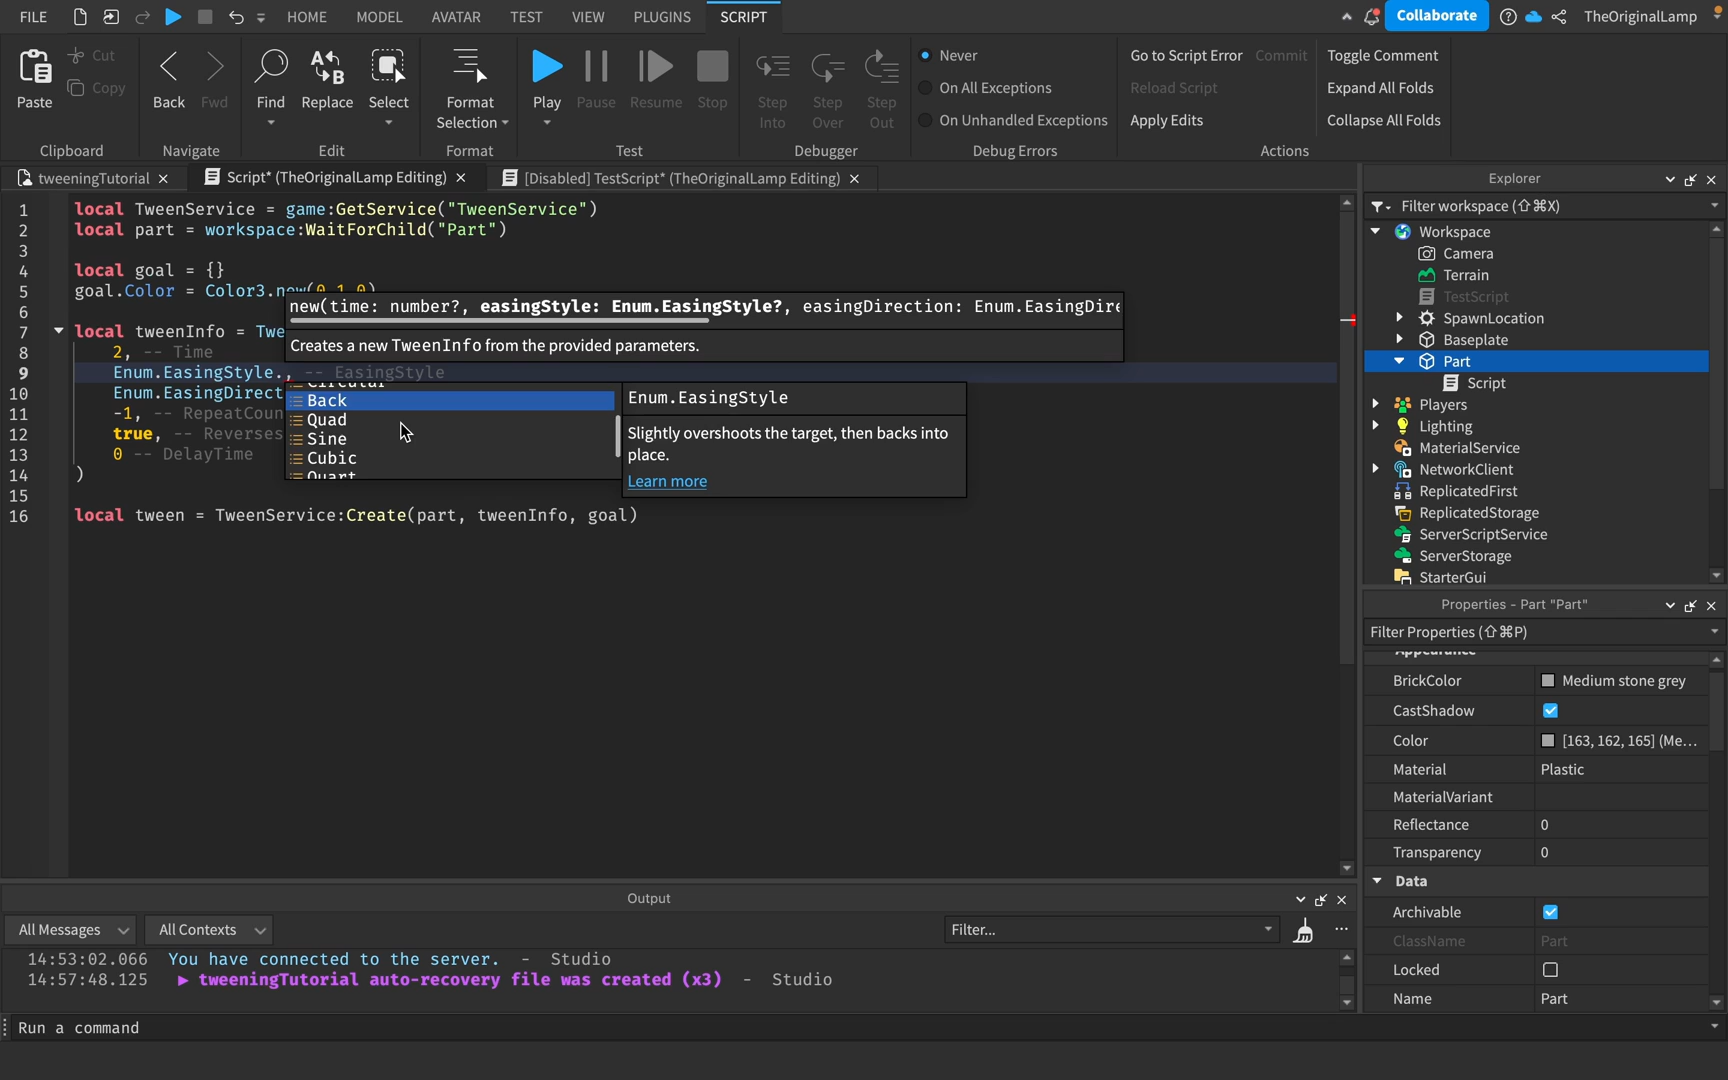 FILE HOME MODEL AVATAR TEST VIEW PLUGINS SCRIPT Collaborate TheOriginalLamp
Paste Cut Copy
Clipboard
Back Fwd
Navigate
Find Replace Select
Edit
Format Selection
Format
Play Pause Resume Stop
Test
Step Into Step Over Step Out
Debugger
Never
On All Exceptions
On Unhandled Exceptions
Debug Errors
Go to Script Error Commit
Reload Script
Apply Edits
Toggle Comment
Expand All Folds
Collapse All Folds
Actions
tweeningTutorial Script* (TheOriginalLamp Editing) [Disabled] TestScript* (TheOriginalLamp Editing)
1 local TweenService = game:GetService("TweenService")
2 local part = workspace:WaitForChild("Part")
3
4 local goal = {}
5 goal.Color = Color3.new(0,1,0)
6
new(time: number?, easingStyle: Enum.EasingStyle?, easingDirection: Enum.EasingDire
7 local tweenInfo = Twe
Creates a new TweenInfo from the provided parameters.
8 2, -- Time
9 Enum.EasingStyle., -- EasingStyle
10 Enum.EasingDirect
11 -1, -- RepeatCoun
12 true, -- Reverses
13 0 -- DelayTime
14 )
15
16 local tween = TweenService:Create(part, tweenInfo, goal)
Circular
Back
Quad
Sine
Cubic
Quart
Enum.EasingStyle
Slightly overshoots the target, then backs into
place.
Learn more
Explorer
Filter workspace (⇧⌘X)
Workspace
Camera
Terrain
TestScript
SpawnLocation
Baseplate
Part
Script
Players
Lighting
MaterialService
NetworkClient
ReplicatedFirst
ReplicatedStorage
ServerScriptService
ServerStorage
StarterGui
Properties - Part "Part"
Filter Properties (⇧⌘P)
Appearance
BrickColor Medium stone grey
CastShadow
Color [163, 162, 165] (Me...
Material Plastic
MaterialVariant
Reflectance 0
Transparency 0
Data
Archivable
ClassName Part
Locked
Name Part
Output
All Messages All Contexts Filter... ...
14:53:02.066 You have connected to the server. - Studio
14:57:48.125 ▶ tweeningTutorial auto-recovery file was created (x3) - Studio
Run a command